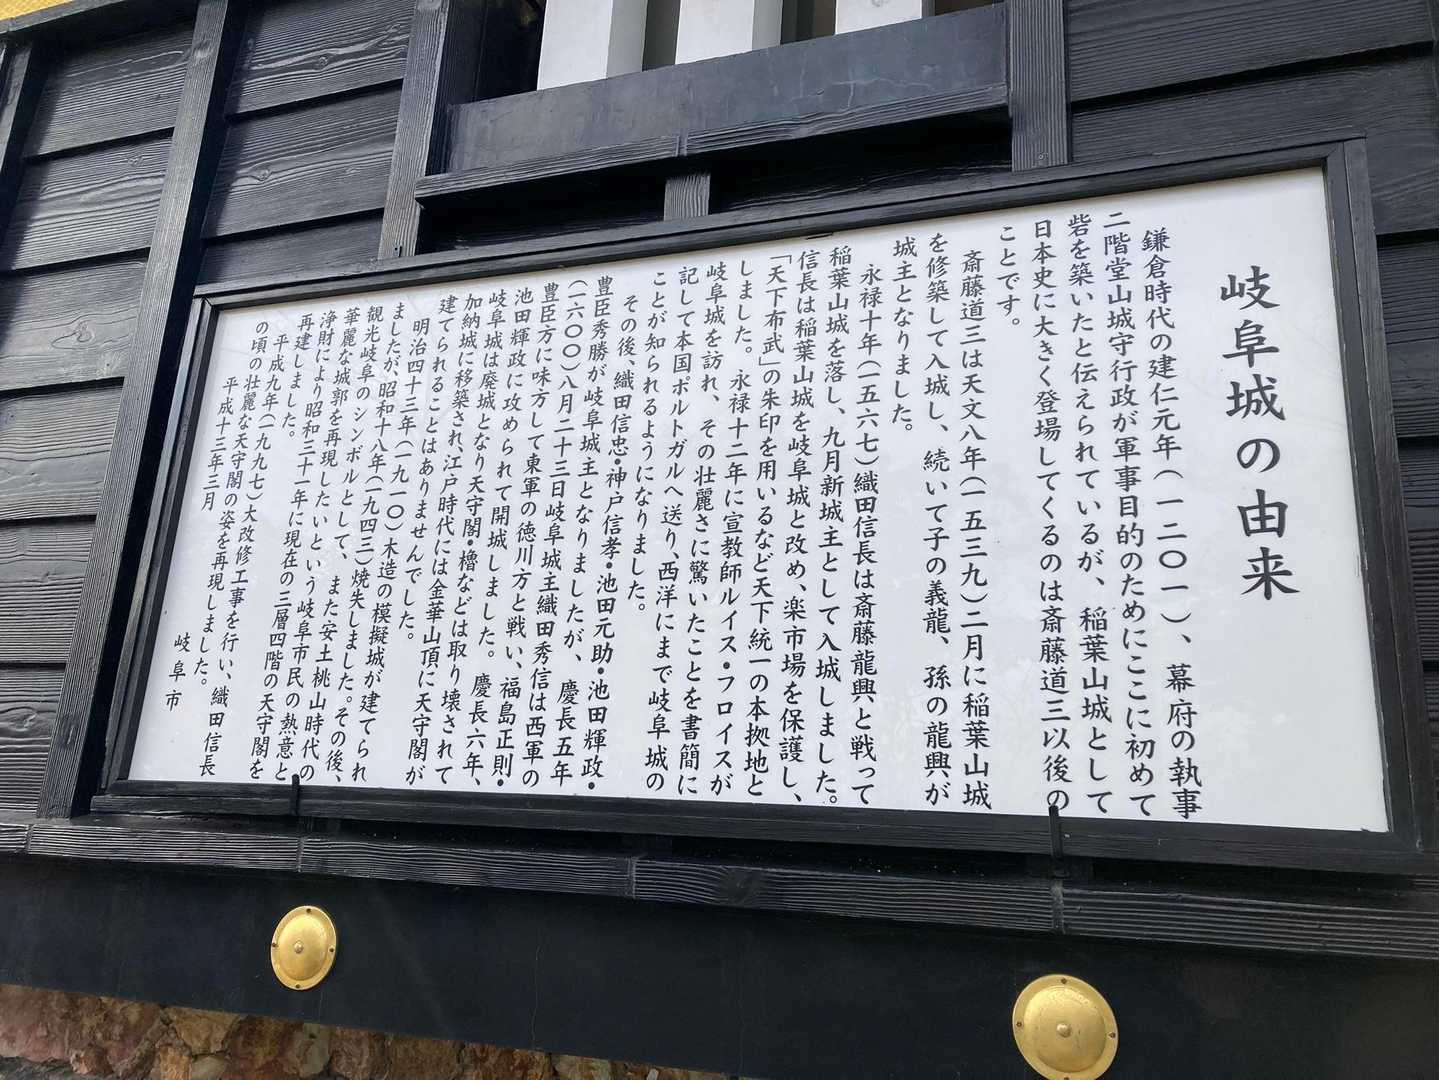 岐阜城の由来
鎌倉時代の建仁元年(一二〇一)、幕府の執事
二階堂山城守行政が軍事目的のためにここに初めて
砦を築いたと伝えられているが、稲葉山城として
日本史に大きく登場してくるのは斎藤道三以後の
ことです。
斎藤道三は天文八年(一五三九)二月に稲葉山城
を修築して入城し、続いて子の義龍、孫の龍興が
城主となりました。
永禄十年(一五六七)織田信長は斎藤龍興と戦って
稲葉山城を落し、九月新城主として入城しました。
信長は稲葉山城を岐阜城と改め、楽市場を保護し、
「天下布武」の朱印を用いるなど天下統一の本拠地と
しました。永禄十二年に宣教師ルイス・フロイスが
岐阜城を訪れ、その壮麗さに驚いたことを書簡に
記して本国ポルトガルへ送り、西洋にまで岐阜城の
ことが知られるようになりました。
その後、織田信忠・神戸信孝・池田元助・池田輝政・
豊臣秀勝が岐阜城主となりましたが、慶長五年
(一六〇〇)八月二十三日岐阜城主織田秀信は西軍の
豊臣方に味方して東軍の徳川方と戦い、福島正則・
池田輝政に攻められて開城しました。慶長六年、
岐阜城は廃城となり天守閣・櫓などは取り壊されて
加納城に移築され、江戸時代には金華山頂に天守閣が
建てられることはありませんでした。
明治四十三年(一九一〇)木造の模擬城が建てられ
ましたが、昭和十八年(一九四三)焼失しました。その後、
観光岐阜のシンボルとして、また安土桃山時代の
華麗な城郭を再現したいという岐阜市民の熱意と
浄財により昭和三十一年に現在の三層四階の天守閣を
再建しました。
平成九年(一九九七)大改修工事を行い、織田信長
の頃の壮麗な天守閣の姿を再現しました。
平成十三年三月
岐阜市